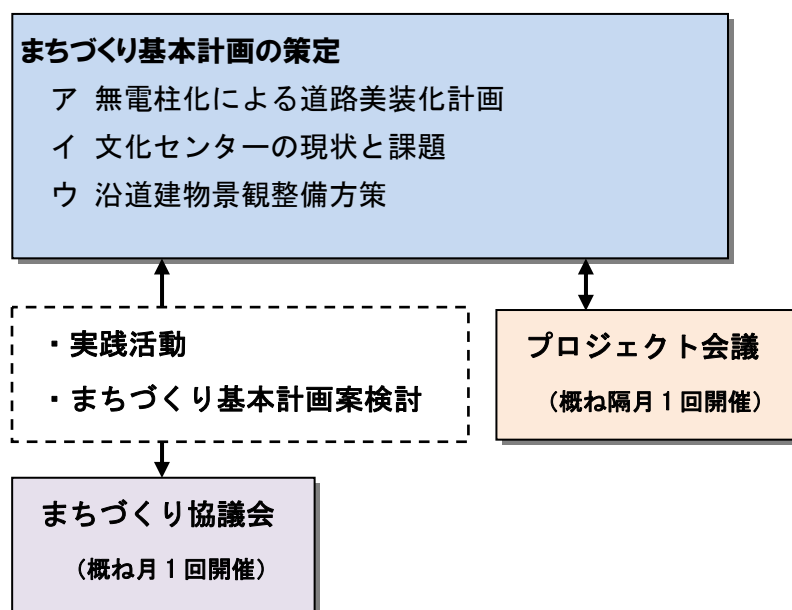 まちづくり基本計画の策定
ア 無電柱化による道路美装化計画
イ 文化センターの現状と課題
ウ 沿道建物景観整備方策
・実践活動
・まちづくり基本計画案検討
プロジェクト会議
（概ね隔月１回開催）
まちづくり協議会
（概ね月１回開催）